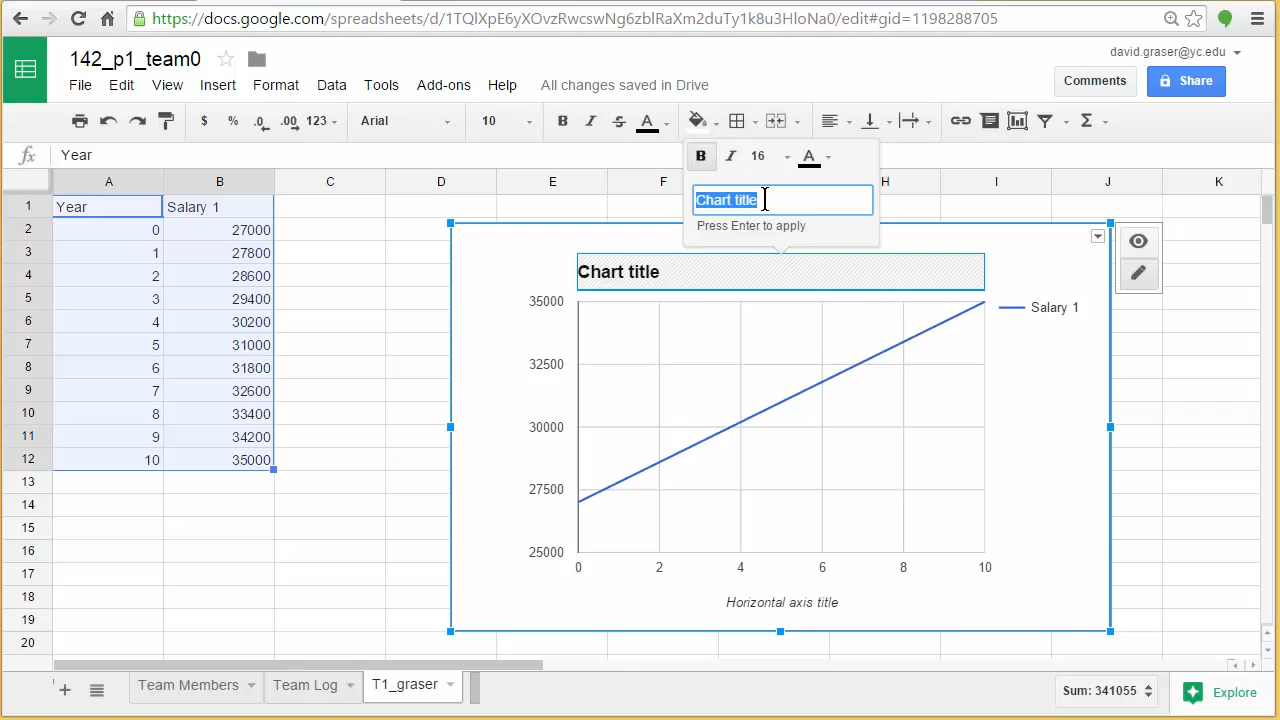 https://docs.google.com/spreadsheets/d/1TQIXpE6yXOvzRwcswNg6zblRaXm2duTy1c8u3HloNa0/edit#gid=1198288705
142_p1_team0
david.graser@yc.edu
File Edit View Insert Format Data Tools Add-ons Help All changes saved in Drive
Comments Share
$ % .0 .00 123 Arial 10 B I S A Σ
fx Year
B I 16 A
A B C D E F H I J K
Chart title
Press Enter to apply
1 Year Salary 1
2 0 27000
3 1 27800
4 2 28600
5 3 29400
6 4 30200
7 5 31000
8 6 31800
9 7 32600
10 8 33400
11 9 34200
12 10 35000
13
14
15
16
17
18
19
20
Chart title
35000
32500
30000
27500
25000
0 2 4 6 8 10
Salary 1
Horizontal axis title
Team Members Team Log T1_graser
Sum: 341055 Explore